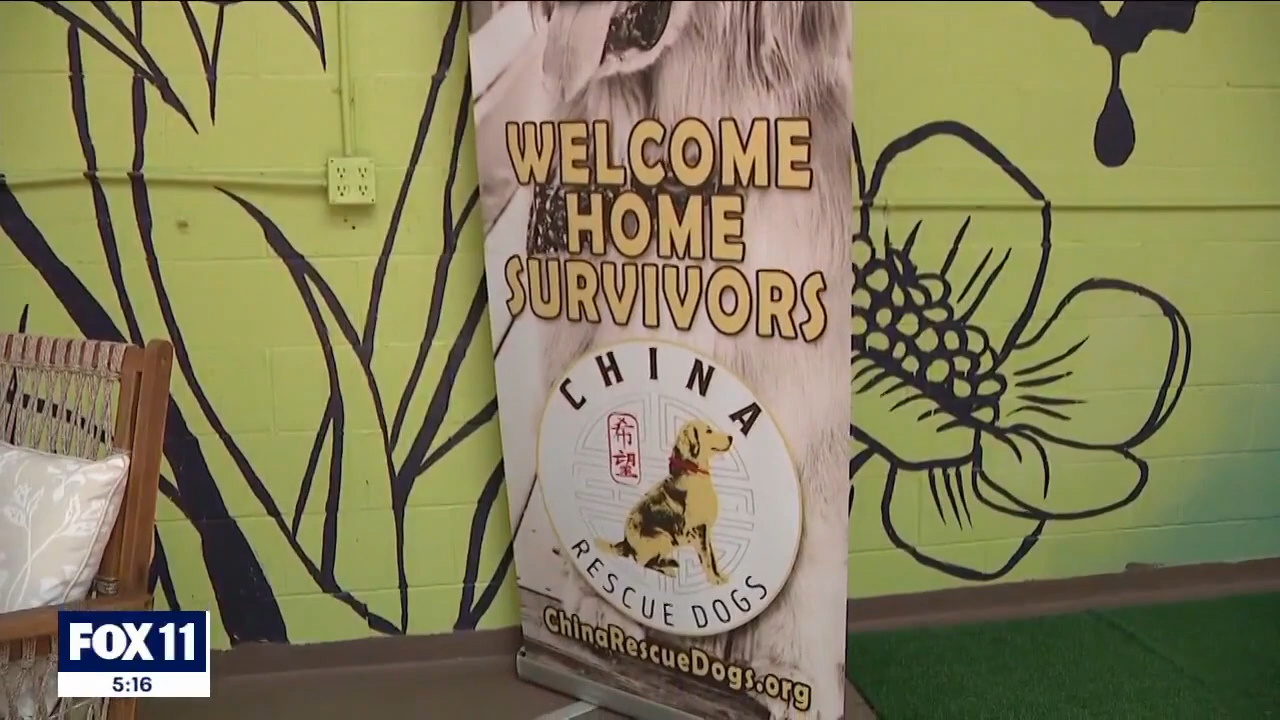 WELCOME
HOME
SURVIVORS
CHINA
希望
RESCUE DOGS
ChinaRescueDogs.org
FOX 11
5:16